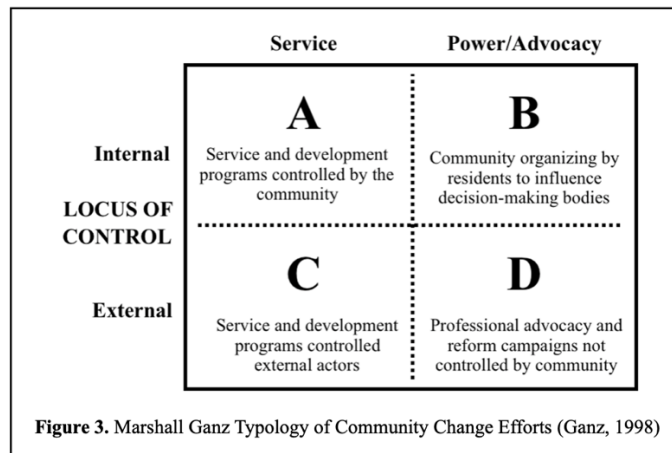 Service Power/Advocacy
A B
Internal
Service and development
programs controlled by the
community
Community organizing by
residents to influence
decision-making bodies
LOCUS OF
CONTROL
C D
External
Service and development
programs controlled
external actors
Professional advocacy and
reform campaigns not
controlled by community
Figure 3. Marshall Ganz Typology of Community Change Efforts (Ganz, 1998)